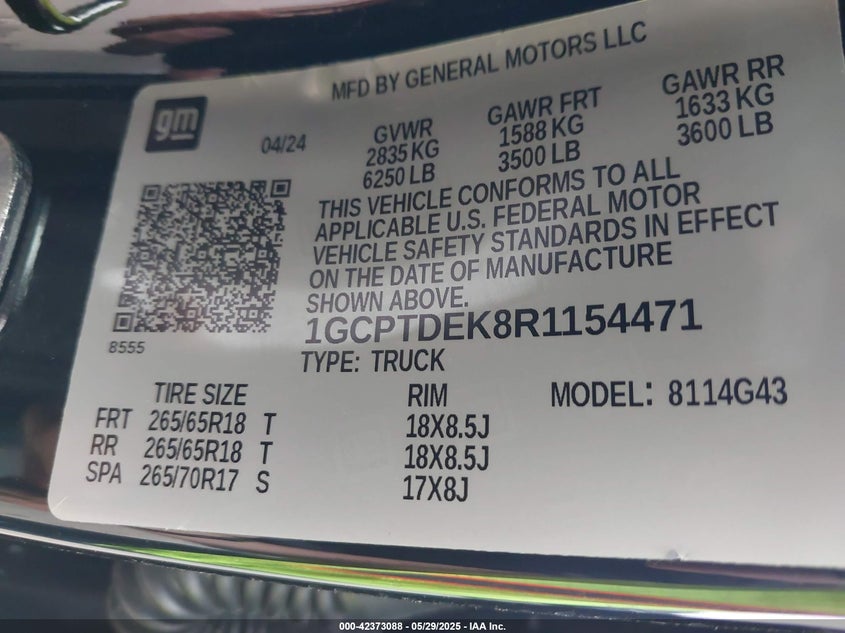 MFD BY GENERAL MOTORS LLC
gm
04/24
GVWR
2835 KG
6250 LB
GAWR FRT
1588 KG
3500 LB
GAWR RR
1633 KG
3600 LB
THIS VEHICLE CONFORMS TO ALL
APPLICABLE U.S. FEDERAL MOTOR
VEHICLE SAFETY STANDARDS IN EFFECT
ON THE DATE OF MANUFACTURE
SHOWN ABOVE.
1GCPTDEK8R1154471
8555
TYPE: TRUCK
TIRE SIZE RIM MODEL: 8114G43
FRT 265/65R18 T 18X8.5J
RR 265/65R18 T 18X8.5J
SPA 265/70R17 S 17X8J
000-42373088 - 05/29/2025 - IAA Inc.